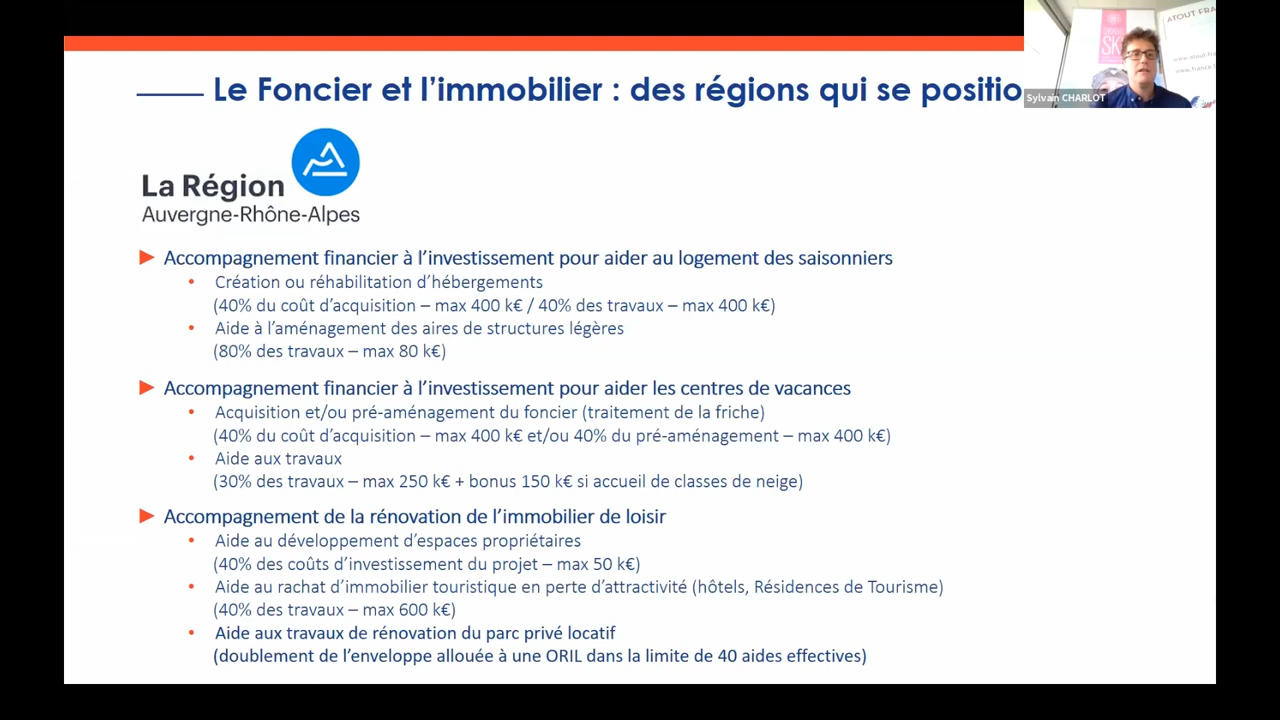 Le Foncier et l’immobilier : des régions qui se positio
ATOUT FRA
SK
www.atout-fra
www.france.
Sylvain CHARLOT
La Région
Auvergne-Rhône-Alpes
► Accompagnement financier à l’investissement pour aider au logement des saisonniers
• Création ou réhabilitation d’hébergements
(40% du coût d’acquisition – max 400 k€ / 40% des travaux – max 400 k€)
• Aide à l’aménagement des aires de structures légères
(80% des travaux – max 80 k€)
► Accompagnement financier à l’investissement pour aider les centres de vacances
• Acquisition et/ou pré-aménagement du foncier (traitement de la friche)
(40% du coût d’acquisition – max 400 k€ et/ou 40% du pré-aménagement – max 400 k€)
• Aide aux travaux
(30% des travaux – max 250 k€ + bonus 150 k€ si accueil de classes de neige)
► Accompagnement de la rénovation de l’immobilier de loisir
• Aide au développement d’espaces propriétaires
(40% des coûts d’investissement du projet – max 50 k€)
• Aide au rachat d’immobilier touristique en perte d’attractivité (hôtels, Résidences de Tourisme)
(40% des travaux – max 600 k€)
• Aide aux travaux de rénovation du parc privé locatif
(doublement de l’enveloppe allouée à une ORIL dans la limite de 40 aides effectives)